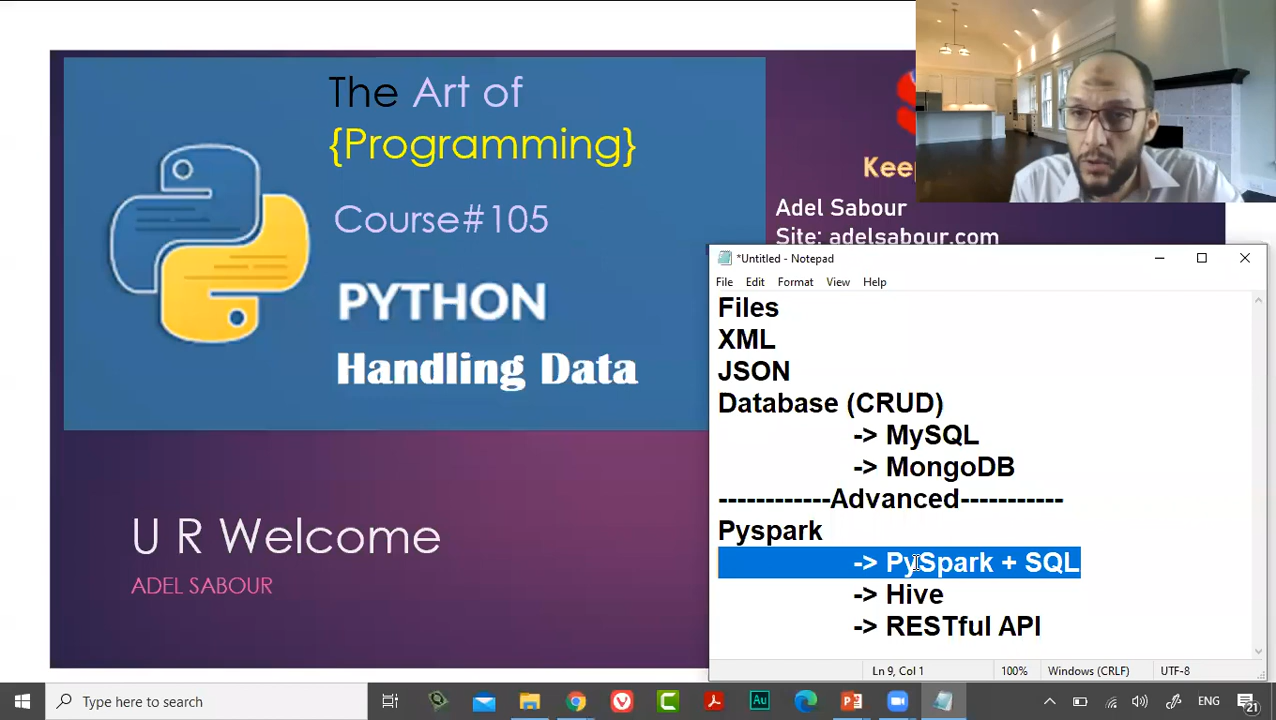 The Art of
{Programming}
Course#105
PYTHON
Handling Data
U R Welcome
ADEL SABOUR
Adel Sabour
Site: adelsabour.com
*Untitled - Notepad
File Edit Format View Help
Files
XML
JSON
Database (CRUD)
-> MySQL
-> MongoDB
------------Advanced-----------
Pyspark
-> PySpark + SQL
-> Hive
-> RESTful API
Ln 9, Col 1 100% Windows (CRLF) UTF-8
Type here to search
ENG
21